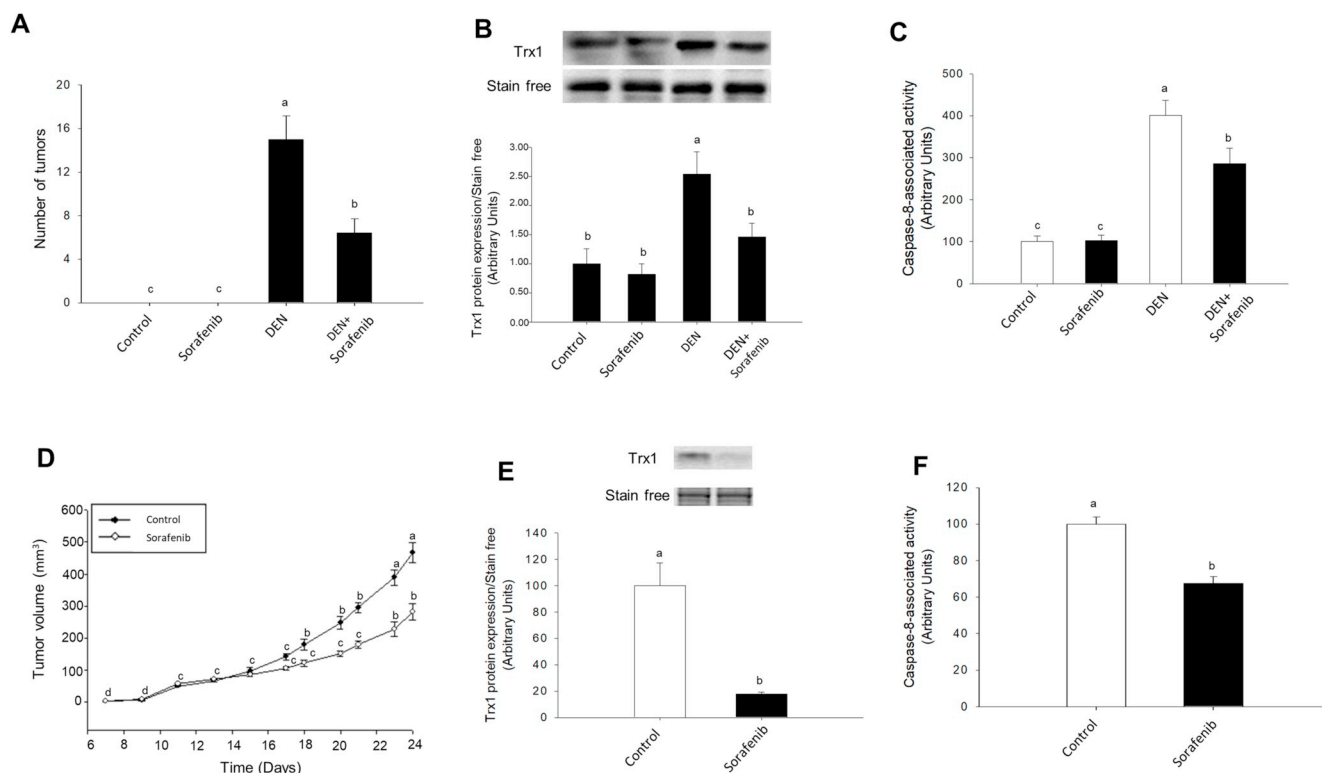 A
Number of tumors
20
16
12
8
4
0
c
c
a
b
Control
Sorafenib
DEN
DEN+
Sorafenib
B
Trx1
Stain free
Trx1 protein expression/Stain free
(Arbitrary Units)
3.00
2.50
2.00
1.50
1.00
0.50
0.00
b
b
a
b
Control
Sorafenib
DEN
DEN+
Sorafenib
C
Caspase-8-associated activity
(Arbitrary Units)
500
400
300
200
100
0
c
c
a
b
Control
Sorafenib
DEN
DEN+
Sorafenib
D
Control
Sorafenib
Tumor volume (mm³)
600
500
400
300
200
100
0
d
d
c
c
c
c
b
b
b
a
a
c
c
c
c
b
b
6 8 10 12 14 16 18 20 22 24
Time (Days)
E
Trx1
Stain free
Trx1 protein expression/Stain free
(Arbitrary Units)
140
120
100
80
60
40
20
0
a
b
Control
Sorafenib
F
Caspase-8-associated activity
(Arbitrary Units)
120
100
80
60
40
20
0
a
b
Control
Sorafenib